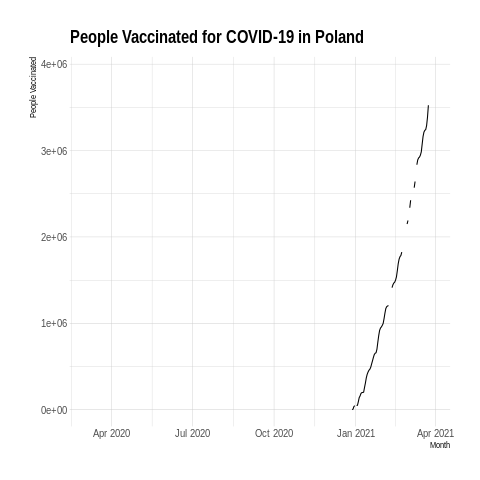 People Vaccinated for COVID-19 in Poland
People Vaccinated
4e+06
3e+06
2e+06
1e+06
0e+00
Apr 2020 Jul 2020 Oct 2020 Jan 2021 Apr 2021
Month